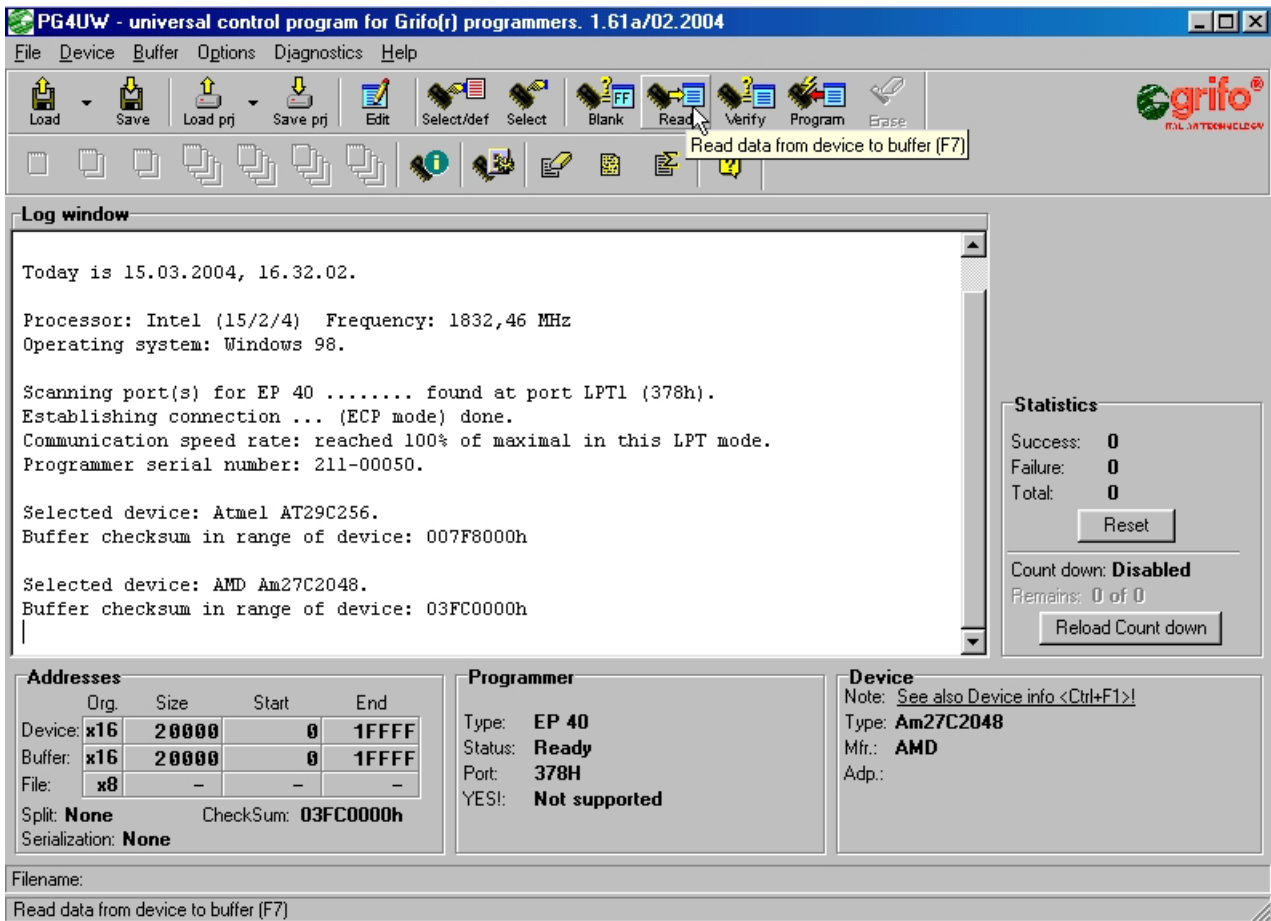 PG4UW - universal control program for Grifo(r) programmers. 1.61a/02.2004
File Device Buffer Options Diagnostics Help
Load Save Load prj Save prj Edit Select/def Select Blank Read Verify Program Erase
FF
grifo®
ITALIAN TECHNOLOGY
Read data from device to buffer (F7)
Log window
Today is 15.03.2004, 16.32.02.
Processor: Intel (15/2/4) Frequency: 1832,46 MHz
Operating system: Windows 98.
Scanning port(s) for EP 40 ........ found at port LPT1 (378h).
Establishing connection ... (ECP mode) done.
Communication speed rate: reached 100% of maximal in this LPT mode.
Programmer serial number: 211-00050.
Selected device: Atmel AT29C256.
Buffer checksum in range of device: 007F8000h
Selected device: AMD Am27C2048.
Buffer checksum in range of device: 03FC0000h
Statistics
Success: 0
Failure: 0
Total: 0
Reset
Count down: Disabled
Remains: 0 of 0
Reload Count down
Addresses
Org. Size Start End
Device: x16 20000 0 1FFFF
Buffer: x16 20000 0 1FFFF
File: x8 - - -
Split: None CheckSum: 03FC0000h
Serialization: None
Programmer
Type: EP 40
Status: Ready
Port: 378H
YES!: Not supported
Device
Note: See also Device info <Ctrl+F1>!
Type: Am27C2048
Mfr.: AMD
Adp.:
Filename:
Read data from device to buffer (F7)